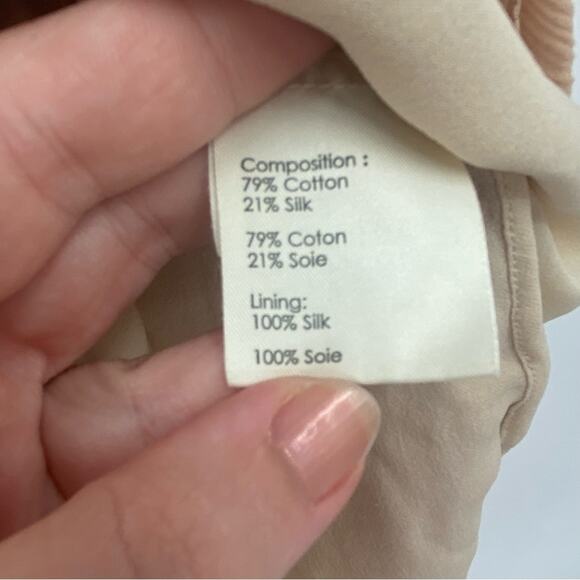 Composition :
79% Cotton
21% Silk
79% Coton
21% Soie
Lining:
100% Silk
100% Soie